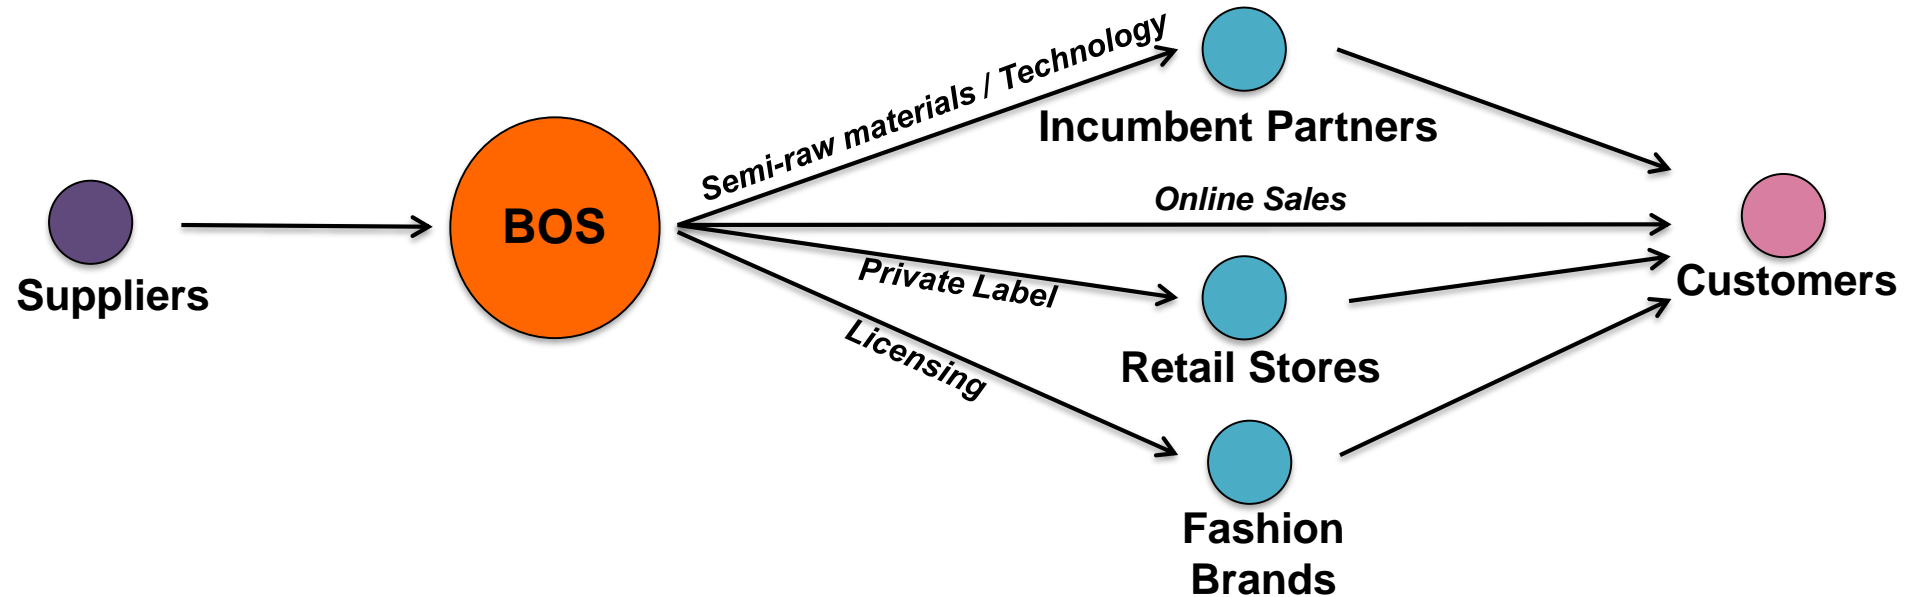 Semi-raw materials / Technology
Incumbent Partners
Online Sales
BOS
Suppliers
Private Label
Customers
Licensing
Retail Stores
Fashion
Brands